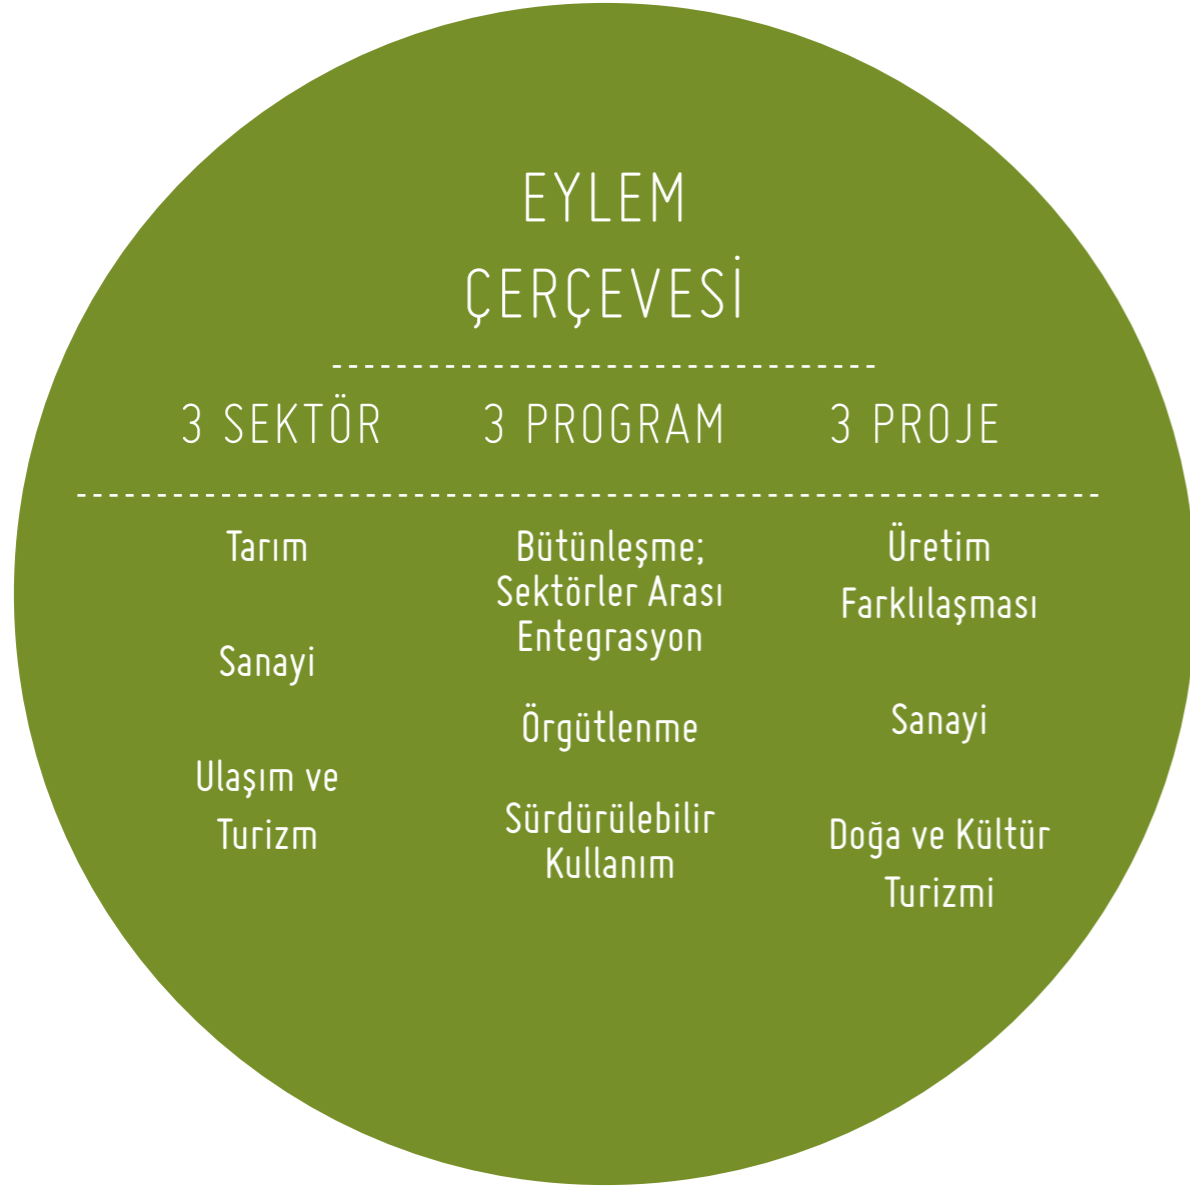 EYLEM
ÇERÇEVESİ
3 SEKTÖR
3 PROGRAM
3 PROJE
Tarım
Sanayi
Ulaşım ve
Turizm
Bütünleşme;
Sektörler Arası
Entegrasyon
Örgütlenme
Sürdürülebilir
Kullanım
Üretim
Farklılaşması
Sanayi
Doğa ve Kültür
Turizmi